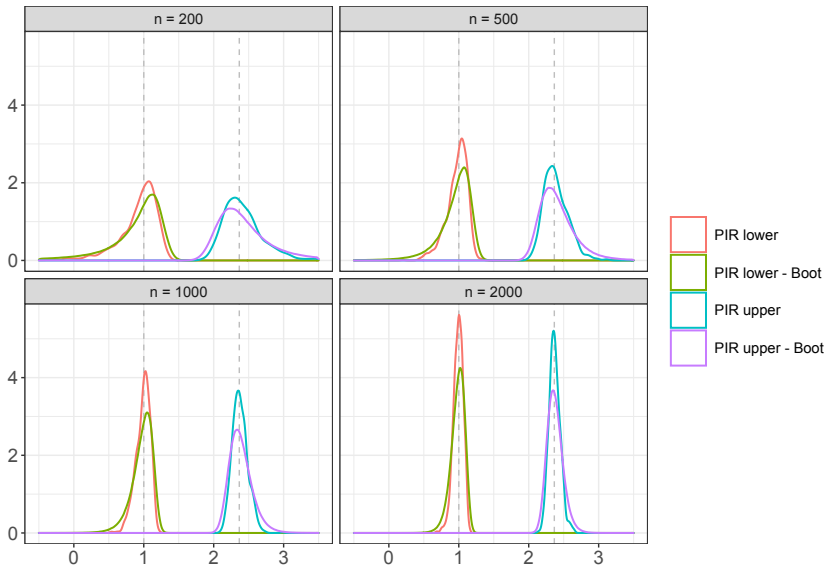 n = 200
n = 500
4
2
0
n = 1000
n = 2000
4
2
0
0 1 2 3
0 1 2 3
PIR lower
PIR lower - Boot
PIR upper
PIR upper - Boot